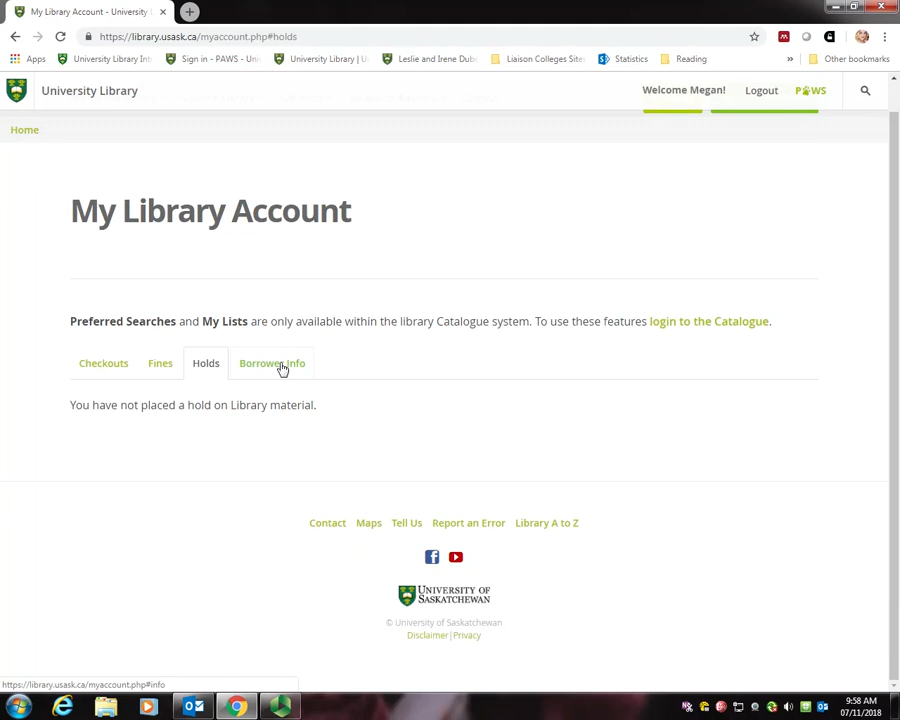 My Library Account - University L
https://library.usask.ca/myaccount.php#holds
Apps University Library Int Sign in - PAWS - Uni University Library | U Leslie and Irene Dub Liaison Colleges Sites Statistics Reading » Other bookmarks
University Library Welcome Megan! Logout PAWS
Home
My Library Account
Preferred Searches and My Lists are only available within the library Catalogue system. To use these features login to the Catalogue.
Checkouts Fines Holds Borrower Info
You have not placed a hold on Library material.
Contact Maps Tell Us Report an Error Library A to Z
UNIVERSITY OF
SASKATCHEWAN
© University of Saskatchewan
Disclaimer|Privacy
https://library.usask.ca/myaccount.php#info
9:58 AM
07/11/2018